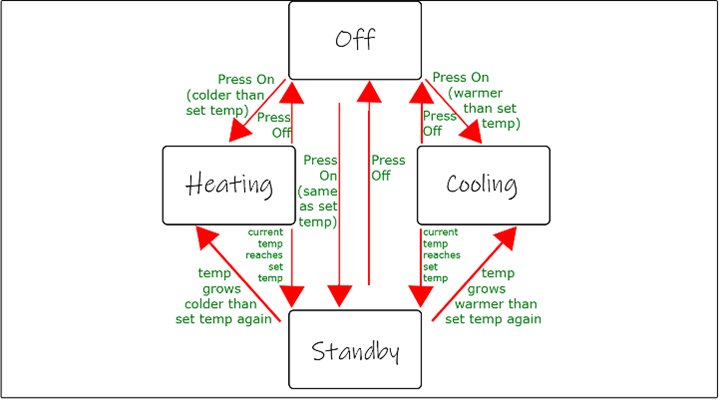 Off
Press On
(colder than
set temp)
Press
Off
Press
On
(same
as set
temp)
Press
Off
Press
Off
Press On
(warmer
than set
temp)
Heating
Cooling
current
temp
reaches
set
temp
current
temp
reaches
set
temp
temp
grows
colder than
set temp again
temp
grows
warmer than
set temp again
Standby